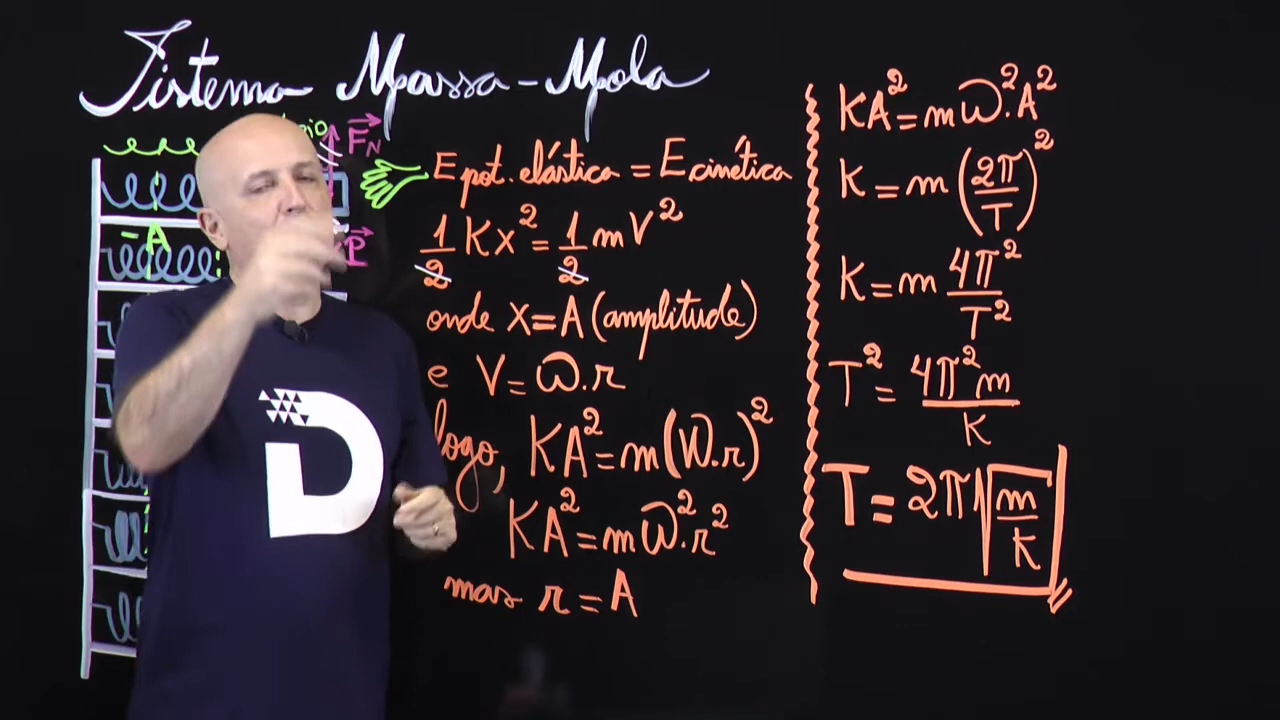 Sistema Massa-Mola
F_N
-A
P
E pot. elástica = E cinética
1/2 Kx² = 1/2 mV²
onde x = A (amplitude)
e V = ω.r
logo, KA² = m(W.r)²
KA² = mω².r²
mas r = A
KA² = mω².A²
K = m(2π/T)²
K = m 4π²/T²
T² = 4π²m/K
T = 2π√(m/k)
D